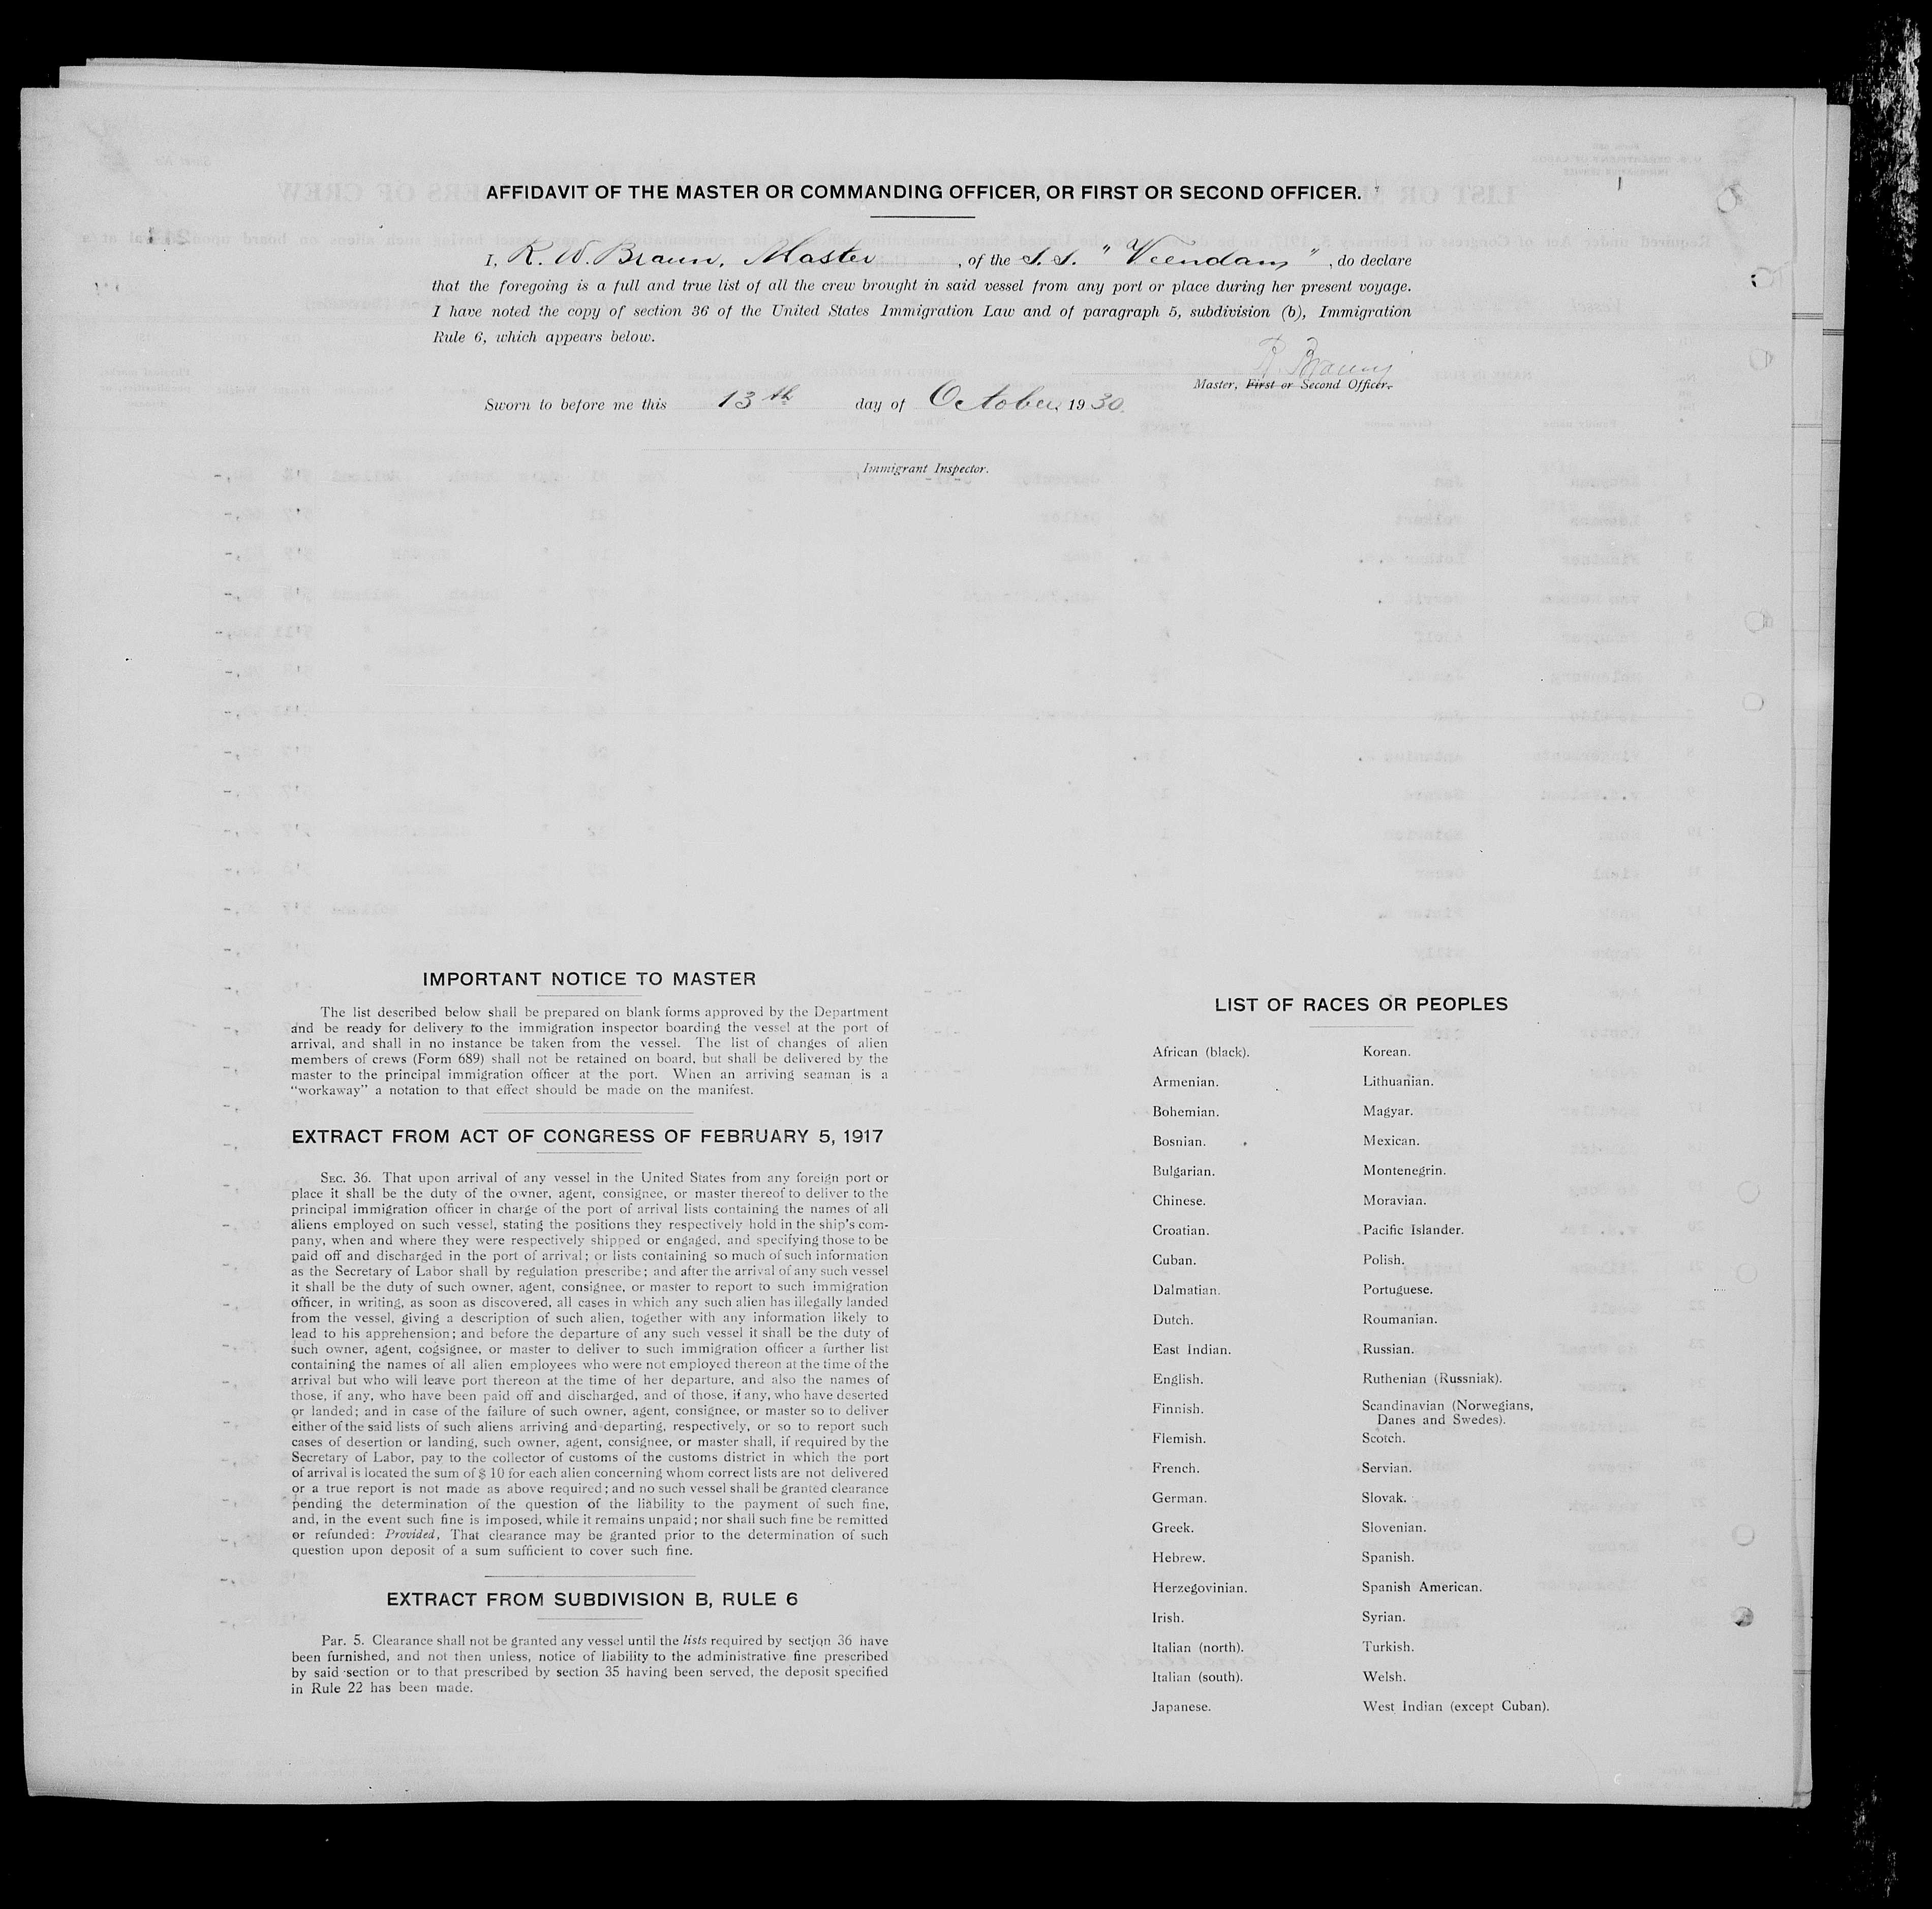 AFFIDAVIT OF THE MASTER OR COMMANDING OFFICER, OR FIRST OR SECOND OFFICER.
I, R. W. Braun, Master, of the S.S. "Veendam", do declare
that the foregoing is a full and true list of all the crew brought in said vessel from any port or place during her present voyage.
I have noted the copy of section 36 of the United States Immigration Law and of paragraph 5, subdivision (b), Immigration
Rule 6, which appears below.
R. Braun
Master, First or Second Officer.
Sworn to before me this 13th day of October, 1930.
Immigrant Inspector.
IMPORTANT NOTICE TO MASTER
The list described below shall be prepared on blank forms approved by the Department
and be ready for delivery to the immigration inspector boarding the vessel at the port of
arrival, and shall in no instance be taken from the vessel. The list of changes of alien
members of crews (Form 689) shall not be retained on board, but shall be delivered by the
master to the principal immigration officer at the port. When an arriving seaman is a
"workaway" a notation to that effect should be made on the manifest.
EXTRACT FROM ACT OF CONGRESS OF FEBRUARY 5, 1917
SEC. 36. That upon arrival of any vessel in the United States from any foreign port or
place it shall be the duty of the owner, agent, consignee, or master thereof to deliver to the
principal immigration officer in charge of the port of arrival lists containing the names of all
aliens employed on such vessel, stating the positions they respectively hold in the ship's com-
pany, when and where they were respectively shipped or engaged, and specifying those to be
paid off and discharged in the port of arrival; or lists containing so much of such information
as the Secretary of Labor shall by regulation prescribe; and after the arrival of any such vessel
it shall be the duty of such owner, agent, consignee, or master to report to such immigration
officer, in writing, as soon as discovered, all cases in which any such alien has illegally landed
from the vessel, giving a description of such alien, together with any information likely to
lead to his apprehension; and before the departure of any such vessel it shall be the duty of
such owner, agent, cogsignee, or master to deliver to such immigration officer a further list
containing the names of all alien employees who were not employed thereon at the time of the
arrival but who will leave port thereon at the time of her departure, and also the names of
those, if any, who have been paid off and discharged, and of those, if any, who have deserted
or landed; and in case of the failure of such owner, agent, consignee, or master so to deliver
either of the said lists of such aliens arriving and departing, respectively, or so to report such
cases of desertion or landing, such owner, agent, consignee, or master shall, if required by the
Secretary of Labor, pay to the collector of customs of the customs district in which the port
of arrival is located the sum of $ 10 for each alien concerning whom correct lists are not delivered
or a true report is not made as above required; and no such vessel shall be granted clearance
pending the determination of the question of the liability to the payment of such fine,
and, in the event such fine is imposed, while it remains unpaid; nor shall such fine be remitted
or refunded: Provided, That clearance may be granted prior to the determination of such
question upon deposit of a sum sufficient to cover such fine.
EXTRACT FROM SUBDIVISION B, RULE 6
Par. 5. Clearance shall not be granted any vessel until the lists required by section 36 have
been furnished, and not then unless, notice of liability to the administrative fine prescribed
by said section or to that prescribed by section 35 having been served, the deposit specified
in Rule 22 has been made.
LIST OF RACES OR PEOPLES
African (black).
Armenian.
Bohemian.
Bosnian.
Bulgarian.
Chinese.
Croatian.
Cuban.
Dalmatian.
Dutch.
East Indian.
English.
Finnish.
Flemish.
French.
German.
Greek.
Hebrew.
Herzegovinian.
Irish.
Italian (north).
Italian (south).
Japanese.
Korean.
Lithuanian.
Magyar.
Mexican.
Montenegrin.
Moravian.
Pacific Islander.
Polish.
Portuguese.
Roumanian.
Russian.
Ruthenian (Russniak).
Scandinavian (Norwegians,
Danes and Swedes).
Scotch.
Servian.
Slovak.
Slovenian.
Spanish.
Spanish American.
Syrian.
Turkish.
Welsh.
West Indian (except Cuban).